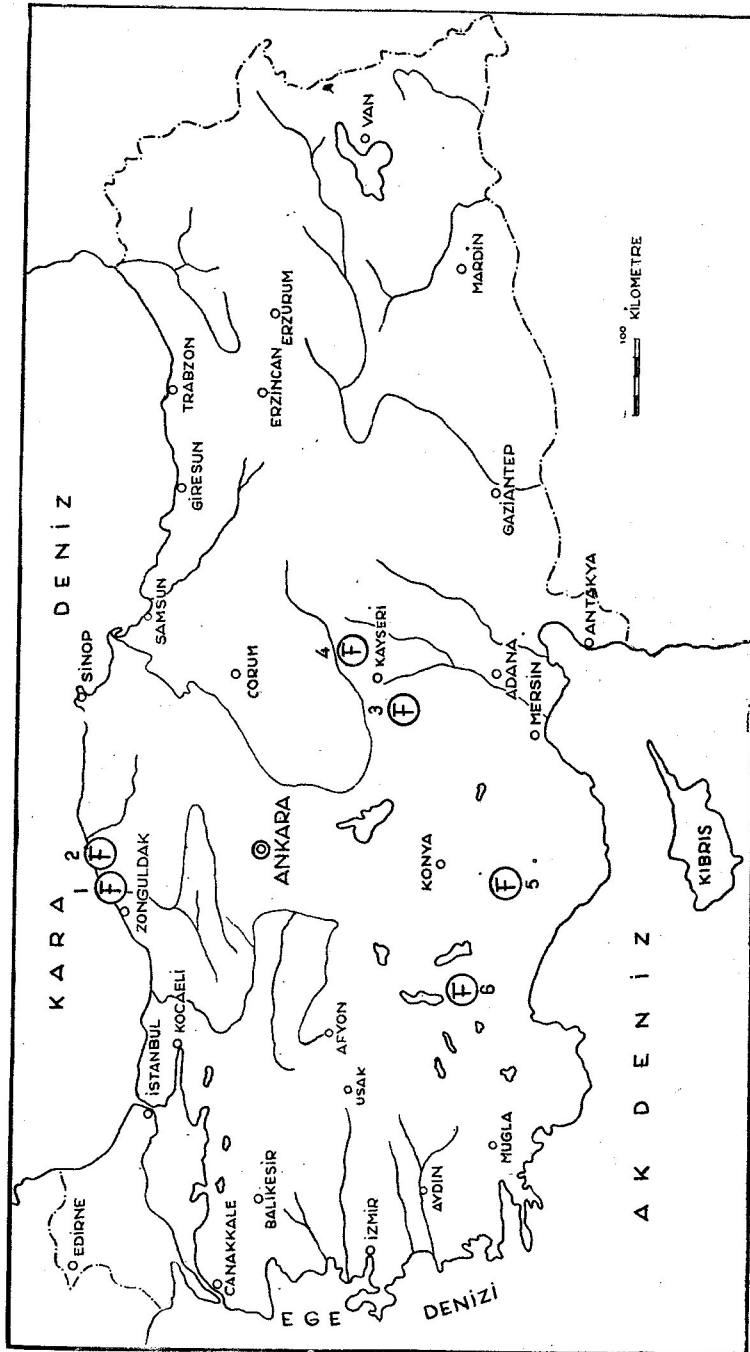 KARA DENİZ
EDİRNE
İSTANBUL
KOCAELİ
ZONGULDAK
1
F
2
F
SİNOP
SAMSUN
GİRESUN
TRABZON
ÇANAKKALE
BALIKESİR
ANKARA
ÇORUM
ERZİNCAN
ERZURUM
EGE
DENİZİ
İZMİR
USAK
AFYON
3
F
4
F
KAYSERİ
VAN
AYDIN
MUGLA
F
6
KONYA
F
5
MERSİN
ADANA
GAZİANTEP
MARDİN
ANTAKYA
100 KİLOMETRE
AK DENİZ
KIBRIS